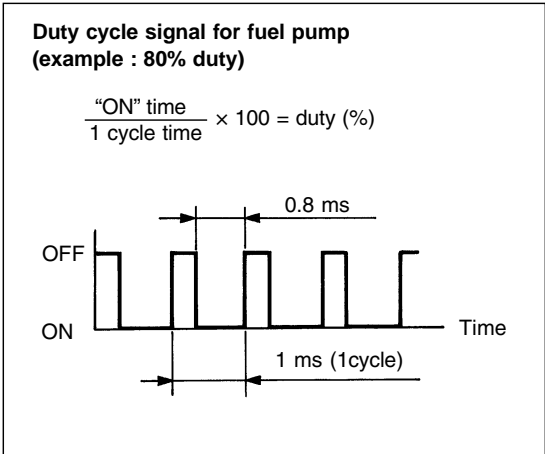 Duty cycle signal for fuel pump
(example : 80% duty)
“ON” time
1 cycle time
× 100 = duty (%)
0.8 ms
OFF
ON
Time
1 ms (1cycle)